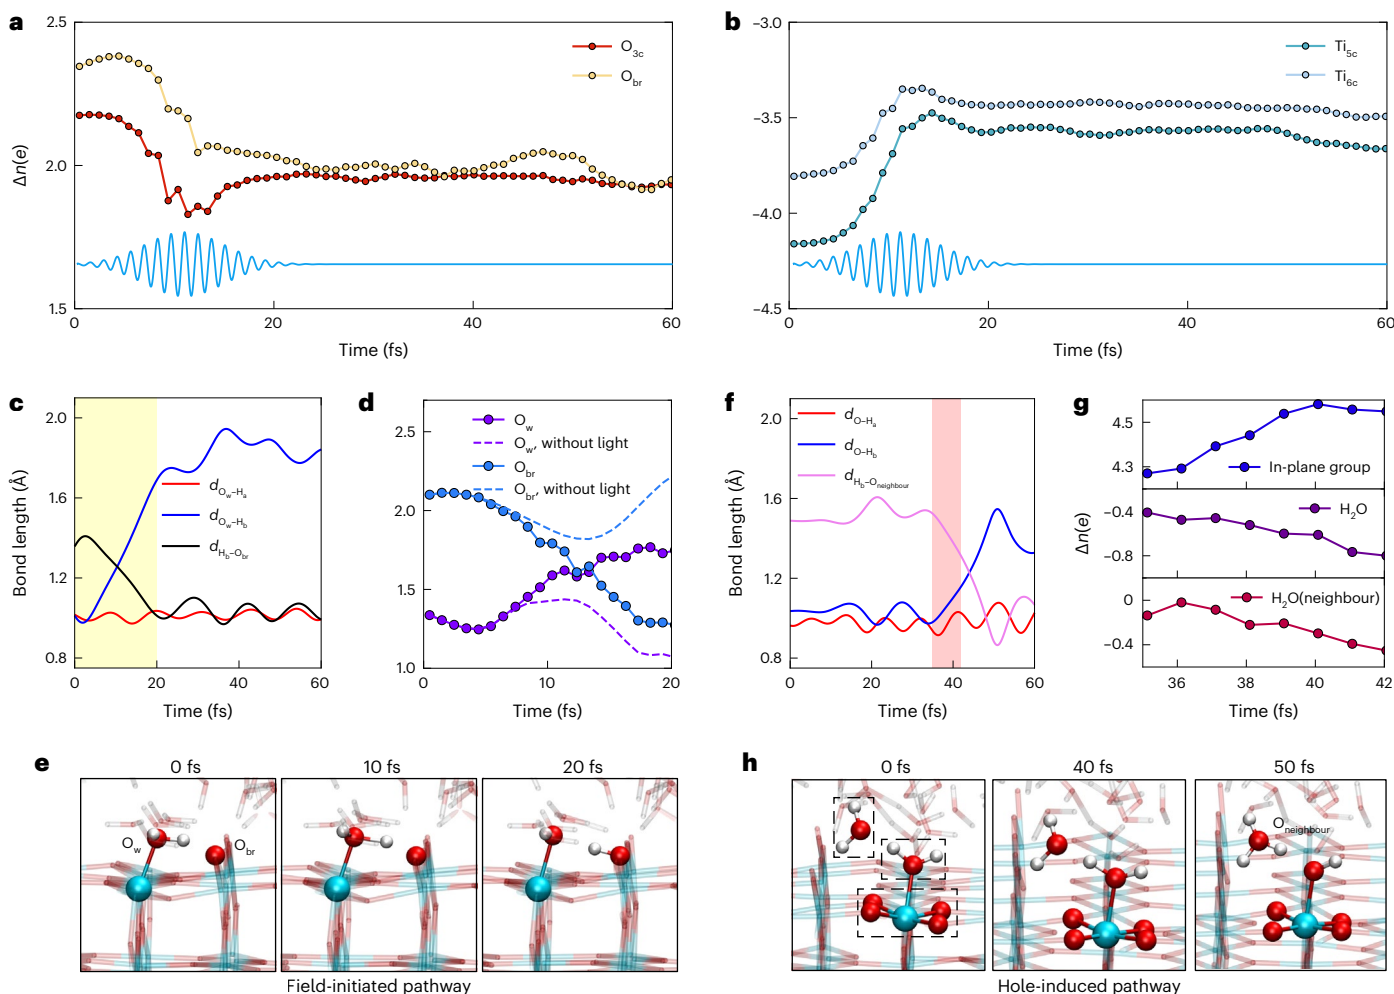 a
2.5
2.0
1.5
Δn(e)
O3c
Obr
0
20
40
60
Time (fs)
b
−3.0
−3.5
−4.0
−4.5
Ti5c
Ti6c
0
20
40
60
Time (fs)
c
2.0
1.6
1.2
0.8
Bond length (Å)
dOw–Ha
dOw–Hb
dHb–Obr
0
20
40
60
Time (fs)
d
2.5
2.0
1.5
1.0
Ow
Ow, without light
Obr
Obr, without light
0
10
20
Time (fs)
f
2.0
1.6
1.2
0.8
Bond length (Å)
dO–Ha
dO–Hb
dHb–Oneighbour
0
20
40
60
Time (fs)
g
4.5
4.3
In-plane group
−0.4
−0.8
H2O
Δn(e)
0
−0.4
H2O(neighbour)
36
38
40
42
Time (fs)
e
0 fs
10 fs
20 fs
Ow
Obr
Field-initiated pathway
h
0 fs
40 fs
50 fs
Oneighbour
Hole-induced pathway